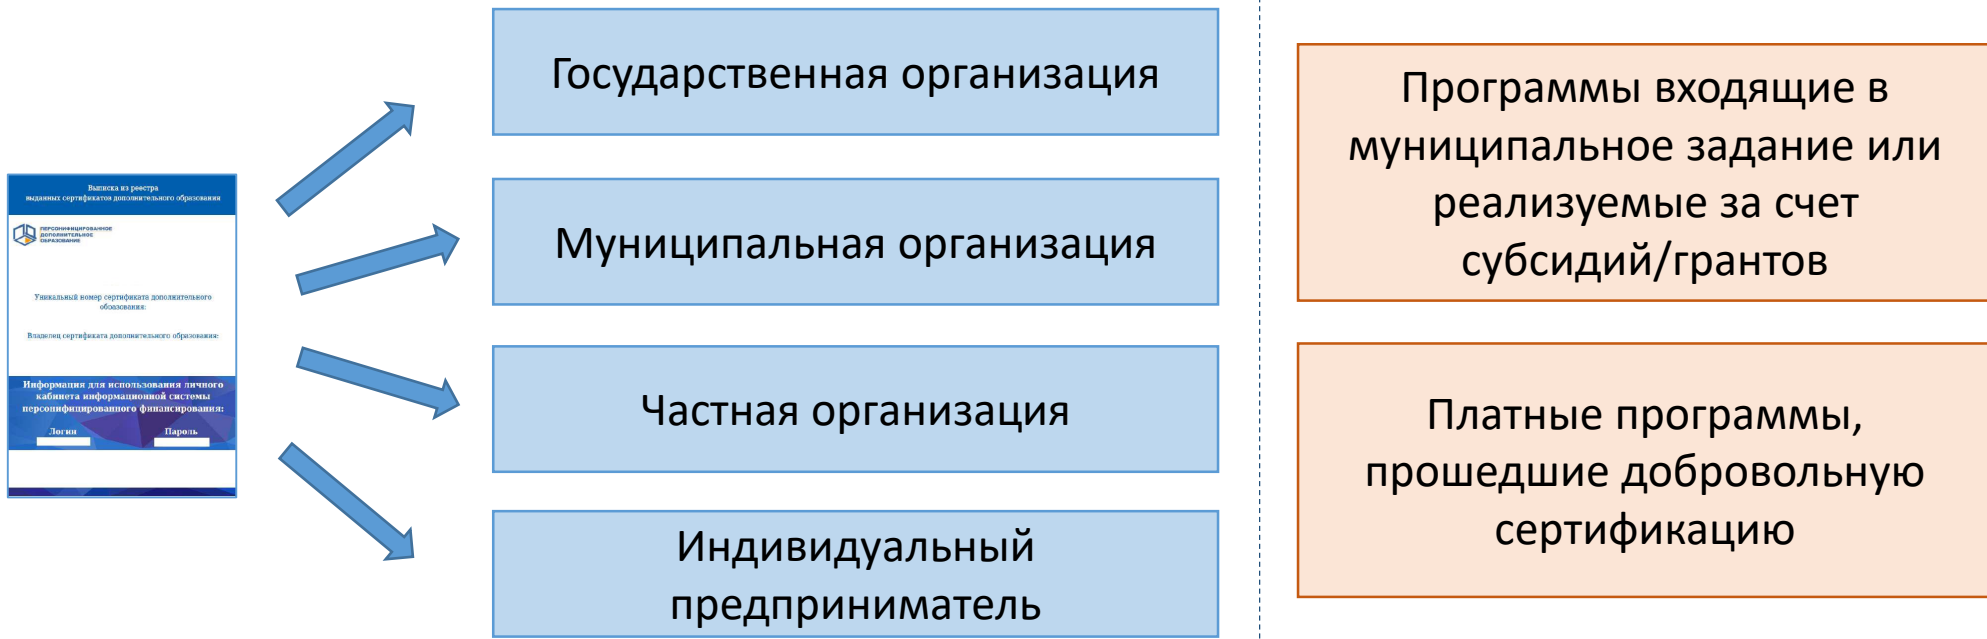 Выписка из реестра
выданных сертификатов дополнительного образования
ПЕРСОНИФИЦИРОВАННОЕ
ДОПОЛНИТЕЛЬНОЕ
ОБРАЗОВАНИЕ
Уникальный номер сертификата дополнительного
образования:
Владелец сертификата дополнительного образования:
Информация для использования личного
кабинета информационной системы
персонифицированного финансирования:
Логин Пароль
Государственная организация
Муниципальная организация
Частная организация
Индивидуальный
предприниматель
Программы входящие в
муниципальное задание или
реализуемые за счет
субсидий/грантов
Платные программы,
прошедшие добровольную
сертификацию